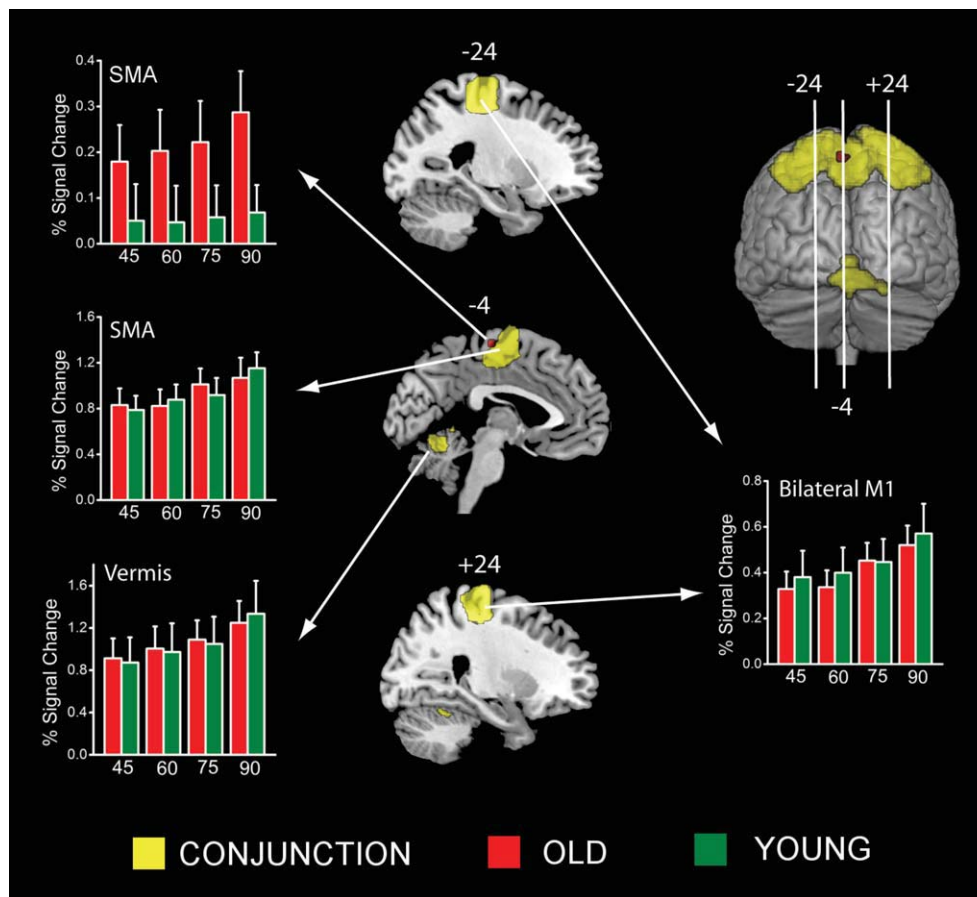 SMA
% Signal Change
0.4
0.3
0.2
0.1
0.0
45 60 75 90
SMA
% Signal Change
1.6
1.2
0.8
0.4
0.0
45 60 75 90
Vermis
% Signal Change
1.6
1.2
0.8
0.4
0.0
45 60 75 90
-24
-4
+24
-24 +24
-4
Bilateral M1
% Signal Change
0.8
0.6
0.4
0.2
0.0
45 60 75 90
CONJUNCTION OLD YOUNG